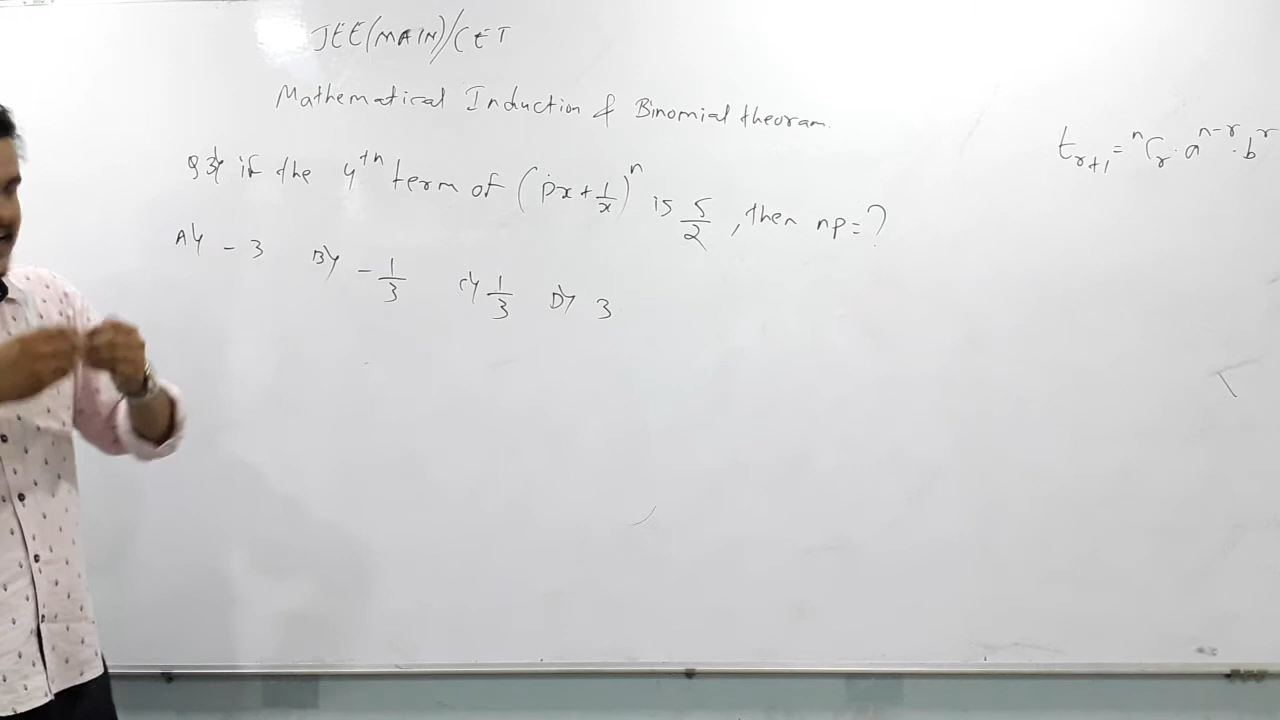 JEE(MAIN)/CET
Mathematical Induction & Binomial theoram.
Q 3) if the 4th term of (px + 1/x)^n is 5/2, then np = ?
A) - 3 B) - 1/3 C) 1/3 D) 3
t_{r+1} = ^nC_r · a^{n-r} · b^r